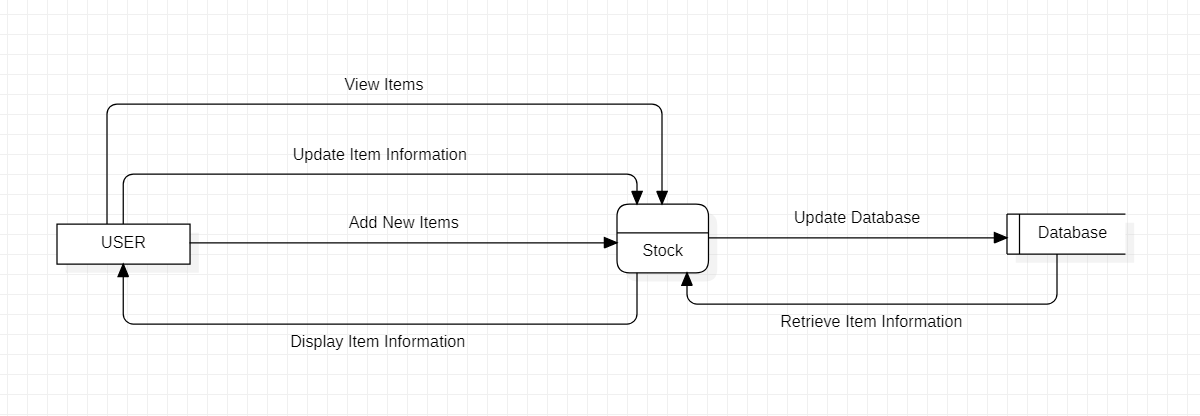 View Items
Update Item Information
Add New Items
USER
Stock
Update Database
Database
Retrieve Item Information
Display Item Information